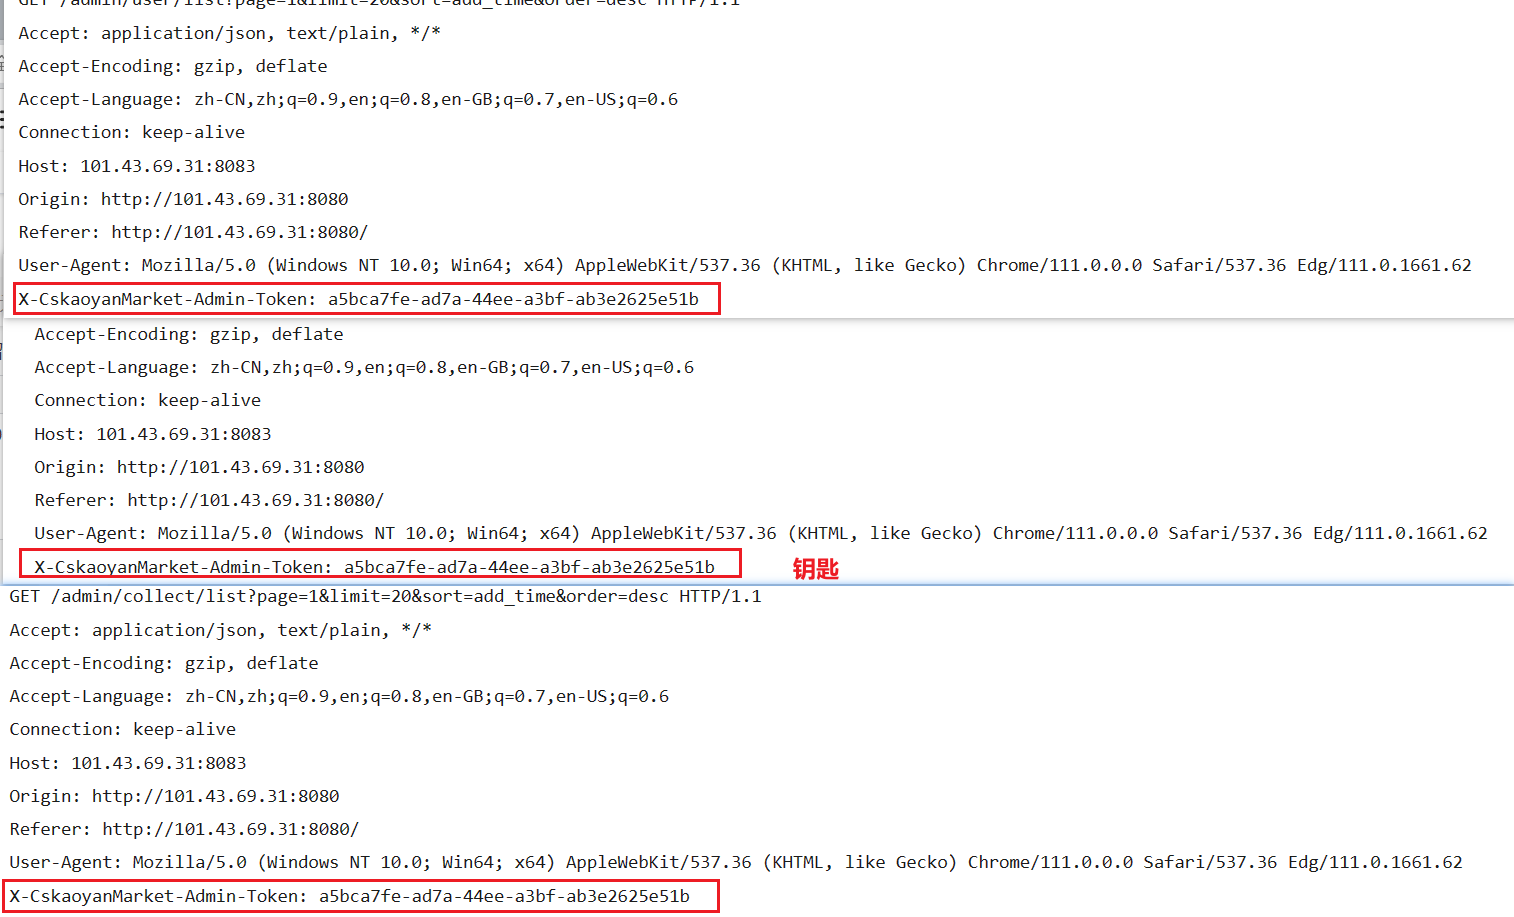 GET /admin/user/list?page=1&limit=20&sort=add_time&order=desc HTTP/1.1
Accept: application/json, text/plain, */*
Accept-Encoding: gzip, deflate
Accept-Language: zh-CN,zh;q=0.9,en;q=0.8,en-GB;q=0.7,en-US;q=0.6
Connection: keep-alive
Host: 101.43.69.31:8083
Origin: http://101.43.69.31:8080
Referer: http://101.43.69.31:8080/
User-Agent: Mozilla/5.0 (Windows NT 10.0; Win64; x64) AppleWebKit/537.36 (KHTML, like Gecko) Chrome/111.0.0.0 Safari/537.36 Edg/111.0.1661.62
X-CskaoyanMarket-Admin-Token: a5bca7fe-ad7a-44ee-a3bf-ab3e2625e51b
Accept-Encoding: gzip, deflate
Accept-Language: zh-CN,zh;q=0.9,en;q=0.8,en-GB;q=0.7,en-US;q=0.6
Connection: keep-alive
Host: 101.43.69.31:8083
Origin: http://101.43.69.31:8080
Referer: http://101.43.69.31:8080/
User-Agent: Mozilla/5.0 (Windows NT 10.0; Win64; x64) AppleWebKit/537.36 (KHTML, like Gecko) Chrome/111.0.0.0 Safari/537.36 Edg/111.0.1661.62
X-CskaoyanMarket-Admin-Token: a5bca7fe-ad7a-44ee-a3bf-ab3e2625e51b
钥匙
GET /admin/collect/list?page=1&limit=20&sort=add_time&order=desc HTTP/1.1
Accept: application/json, text/plain, */*
Accept-Encoding: gzip, deflate
Accept-Language: zh-CN,zh;q=0.9,en;q=0.8,en-GB;q=0.7,en-US;q=0.6
Connection: keep-alive
Host: 101.43.69.31:8083
Origin: http://101.43.69.31:8080
Referer: http://101.43.69.31:8080/
User-Agent: Mozilla/5.0 (Windows NT 10.0; Win64; x64) AppleWebKit/537.36 (KHTML, like Gecko) Chrome/111.0.0.0 Safari/537.36 Edg/111.0.1661.62
X-CskaoyanMarket-Admin-Token: a5bca7fe-ad7a-44ee-a3bf-ab3e2625e51b